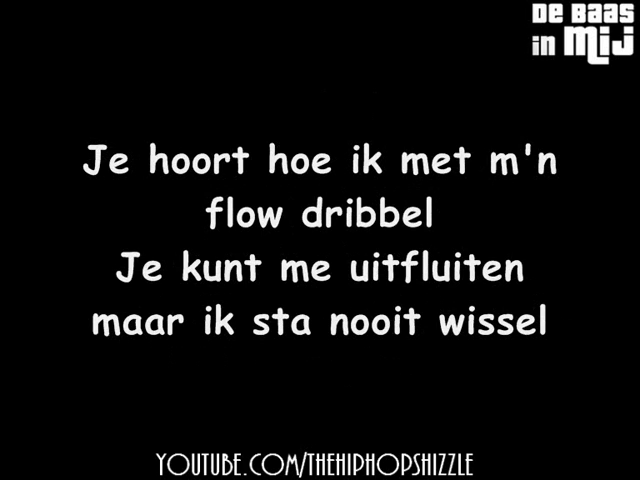 DE BAAS
in Mij
Je hoort hoe ik met m'n
flow dribbel
Je kunt me uitfluiten
maar ik sta nooit wissel
YOUTUBE.COM/THEHIPHOPSHIZZLE